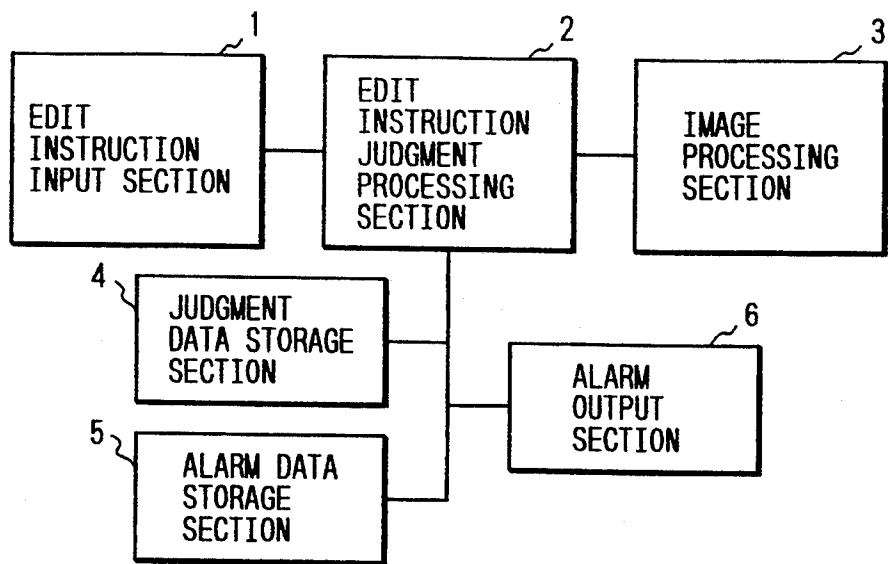 1
EDIT
INSTRUCTION
INPUT SECTION
2
EDIT
INSTRUCTION
JUDGMENT
PROCESSING
SECTION
3
IMAGE
PROCESSING
SECTION
4
JUDGMENT
DATA STORAGE
SECTION
5
ALARM DATA
STORAGE
SECTION
6
ALARM
OUTPUT
SECTION